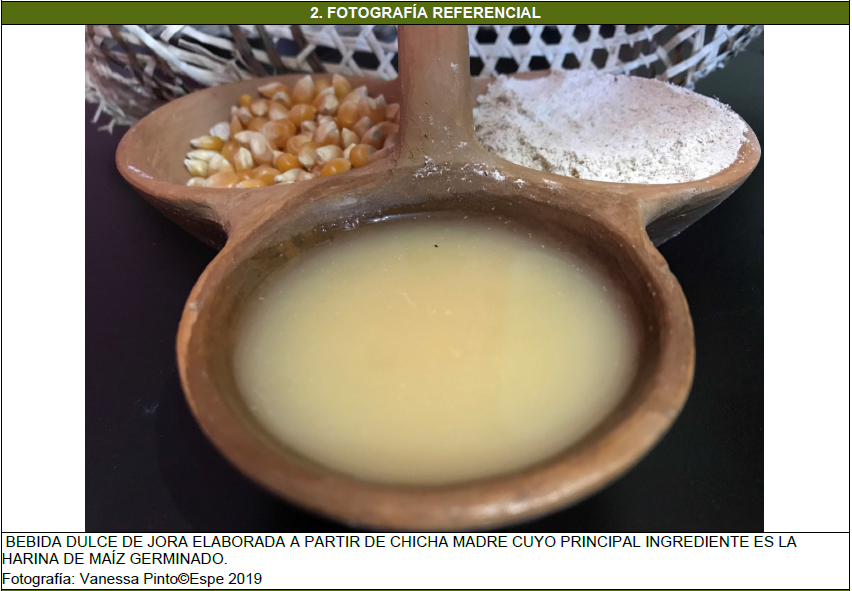 2. FOTOGRAFÍA REFERENCIAL
BEBIDA DULCE DE JORA ELABORADA A PARTIR DE CHICHA MADRE CUYO PRINCIPAL INGREDIENTE ES LA
HARINA DE MAÍZ GERMINADO.
Fotografía: Vanessa Pinto©Espe 2019